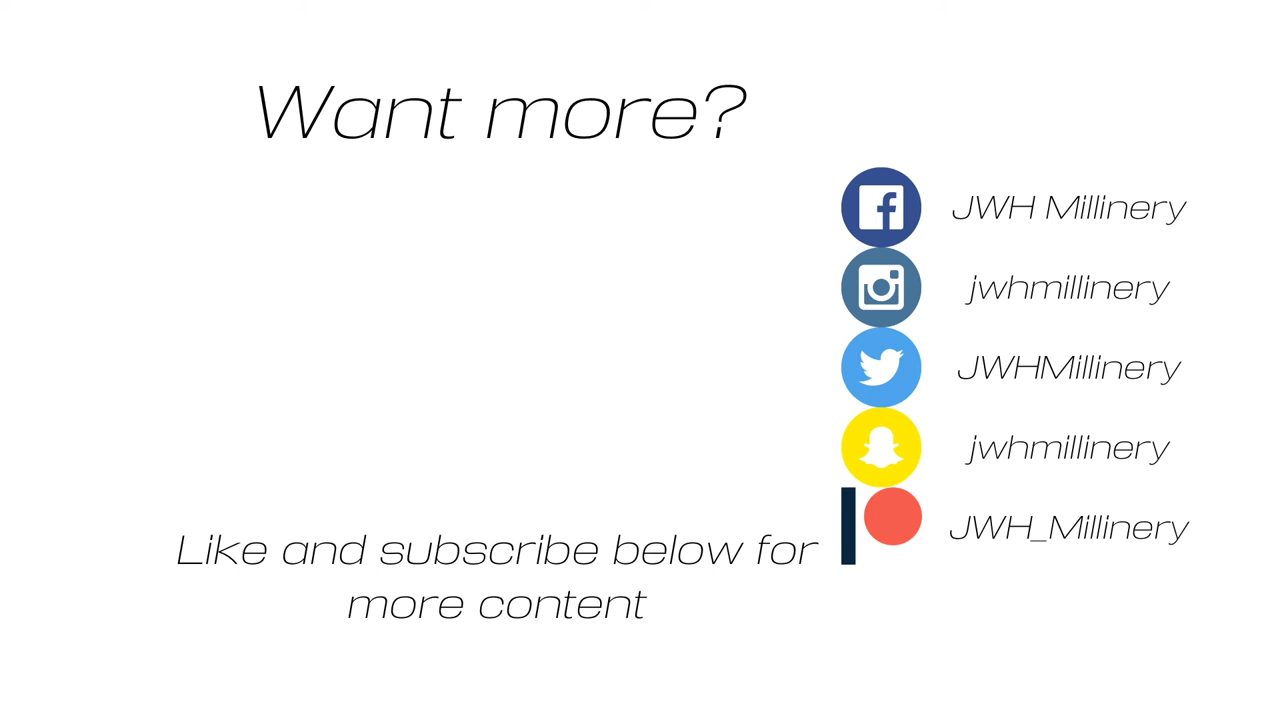 Want more?
JWH Millinery
jwhmillinery
JWHMillinery
jwhmillinery
JWH_Millinery
Like and subscribe below for
more content